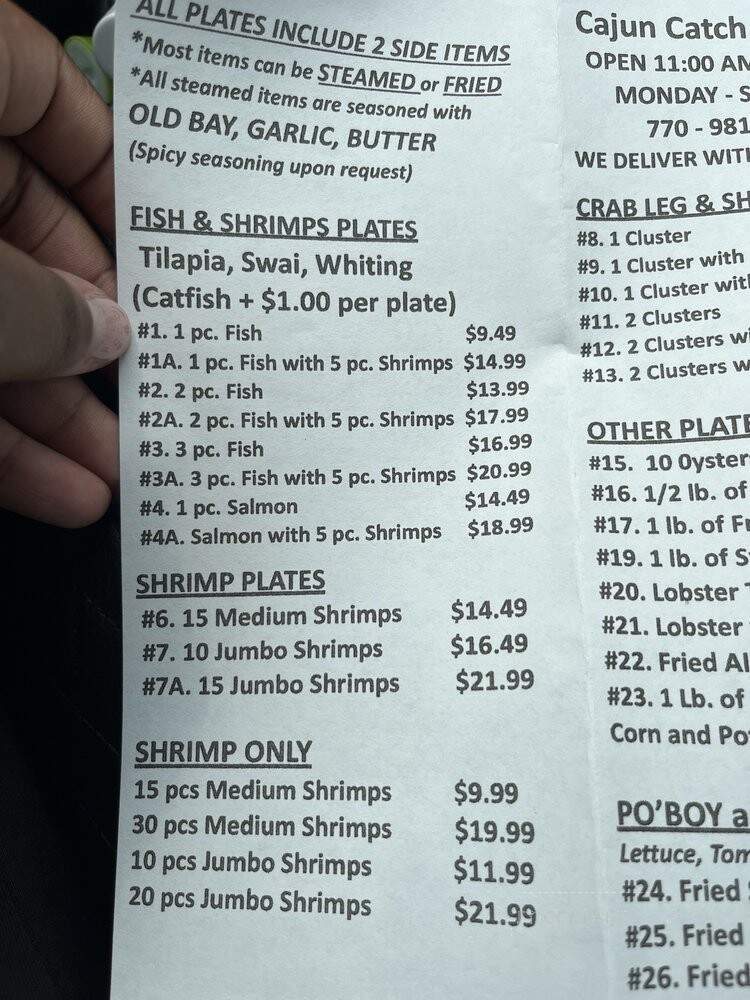 ALL PLATES INCLUDE 2 SIDE ITEMS
*Most items can be STEAMED or FRIED
*All steamed items are seasoned with
OLD BAY, GARLIC, BUTTER
(Spicy seasoning upon request)
FISH & SHRIMPS PLATES
Tilapia, Swai, Whiting
(Catfish + $1.00 per plate)
#1. 1 pc. Fish $9.49
#1A. 1 pc. Fish with 5 pc. Shrimps $14.99
#2. 2 pc. Fish $13.99
#2A. 2 pc. Fish with 5 pc. Shrimps $17.99
#3. 3 pc. Fish $16.99
#3A. 3 pc. Fish with 5 pc. Shrimps $20.99
#4. 1 pc. Salmon $14.49
#4A. Salmon with 5 pc. Shrimps $18.99
SHRIMP PLATES
#6. 15 Medium Shrimps $14.49
#7. 10 Jumbo Shrimps $16.49
#7A. 15 Jumbo Shrimps $21.99
SHRIMP ONLY
15 pcs Medium Shrimps $9.99
30 pcs Medium Shrimps $19.99
10 pcs Jumbo Shrimps $11.99
20 pcs Jumbo Shrimps $21.99
Cajun Catch
OPEN 11:00 AM
MONDAY - S
770 - 981
WE DELIVER WITH
CRAB LEG & SH
#8. 1 Cluster
#9. 1 Cluster with
#10. 1 Cluster with
#11. 2 Clusters
#12. 2 Clusters wi
#13. 2 Clusters w
OTHER PLATE
#15. 10 Oyster
#16. 1/2 lb. of
#17. 1 lb. of Fr
#19. 1 lb. of S
#20. Lobster
#21. Lobster
#22. Fried Al
#23. 1 Lb. of
Corn and Po
PO'BOY a
Lettuce, Tom
#24. Fried
#25. Fried
#26. Fried